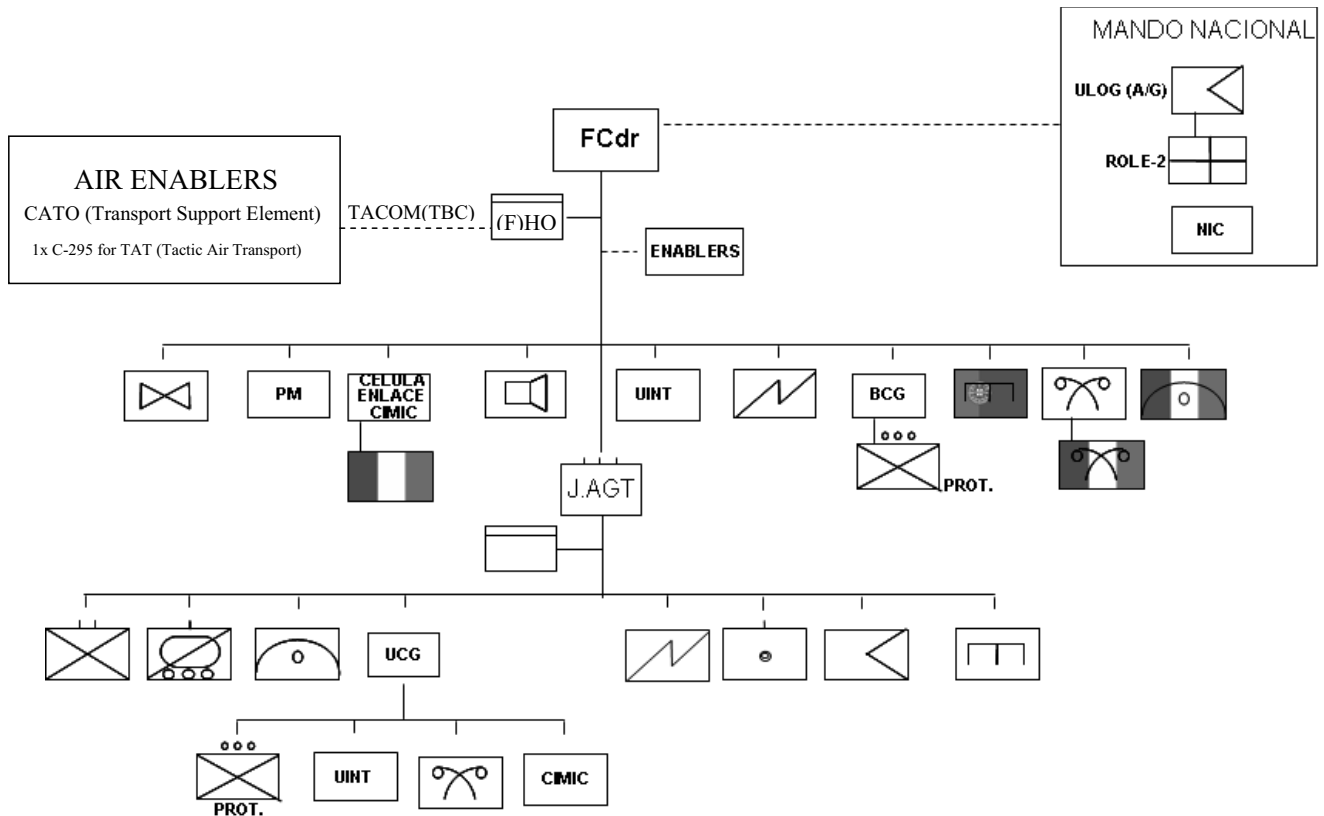 MANDO NACIONAL
ULOG (A/G)
ROLE-2
NIC
FCdr
AIR ENABLERS
CATO (Transport Support Element)
1x C-295 for TAT (Tactic Air Transport)
TACOM(TBC)
(F)HO
ENABLERS
PM
CELULA
ENLACE
CIMIC
UINT
BCG
PROT.
J.AGT
UCG
PROT.
UINT
CIMIC